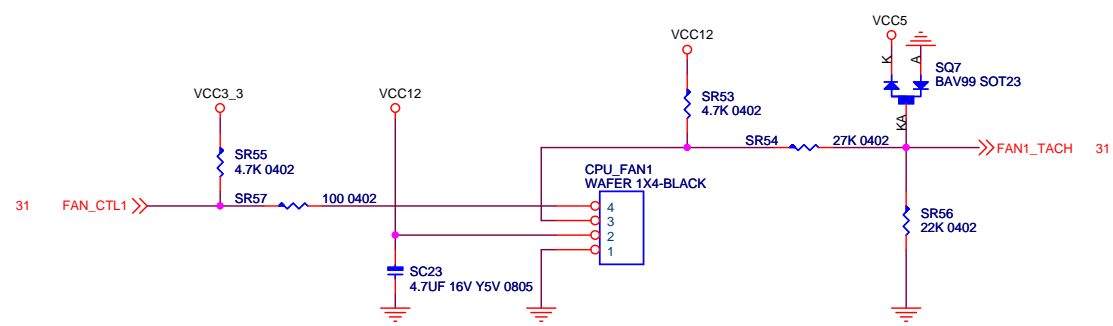 VCC5
VCC12
K
A
SQ7
BAV99 SOT23
VCC3_3
VCC12
SR53
4.7K 0402
KA
SR54
27K 0402
FAN1_TACH
31
SR55
4.7K 0402
CPU_FAN1
WAFER 1X4-BLACK
31
FAN_CTL1
SR57
100 0402
4
3
2
1
SR56
22K 0402
SC23
4.7UF 16V Y5V 0805